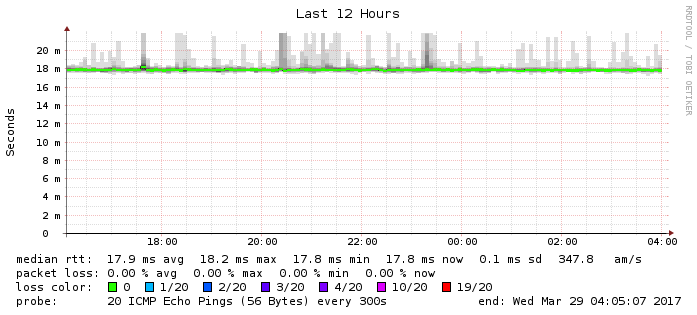 Last 12 Hours
RRDTOOL / TOBI OETIKER
Seconds
20 m
18 m
16 m
14 m
12 m
10 m
8 m
6 m
4 m
2 m
0
18:00 20:00 22:00 00:00 02:00 04:00
median rtt: 17.9 ms avg 18.2 ms max 17.8 ms min 17.8 ms now 0.1 ms sd 347.8 am/s
packet loss: 0.00 % avg 0.00 % max 0.00 % min 0.00 % now
loss color: 0 1/20 2/20 3/20 4/20 10/20 19/20
probe: 20 ICMP Echo Pings (56 Bytes) every 300s end: Wed Mar 29 04:05:07 2017